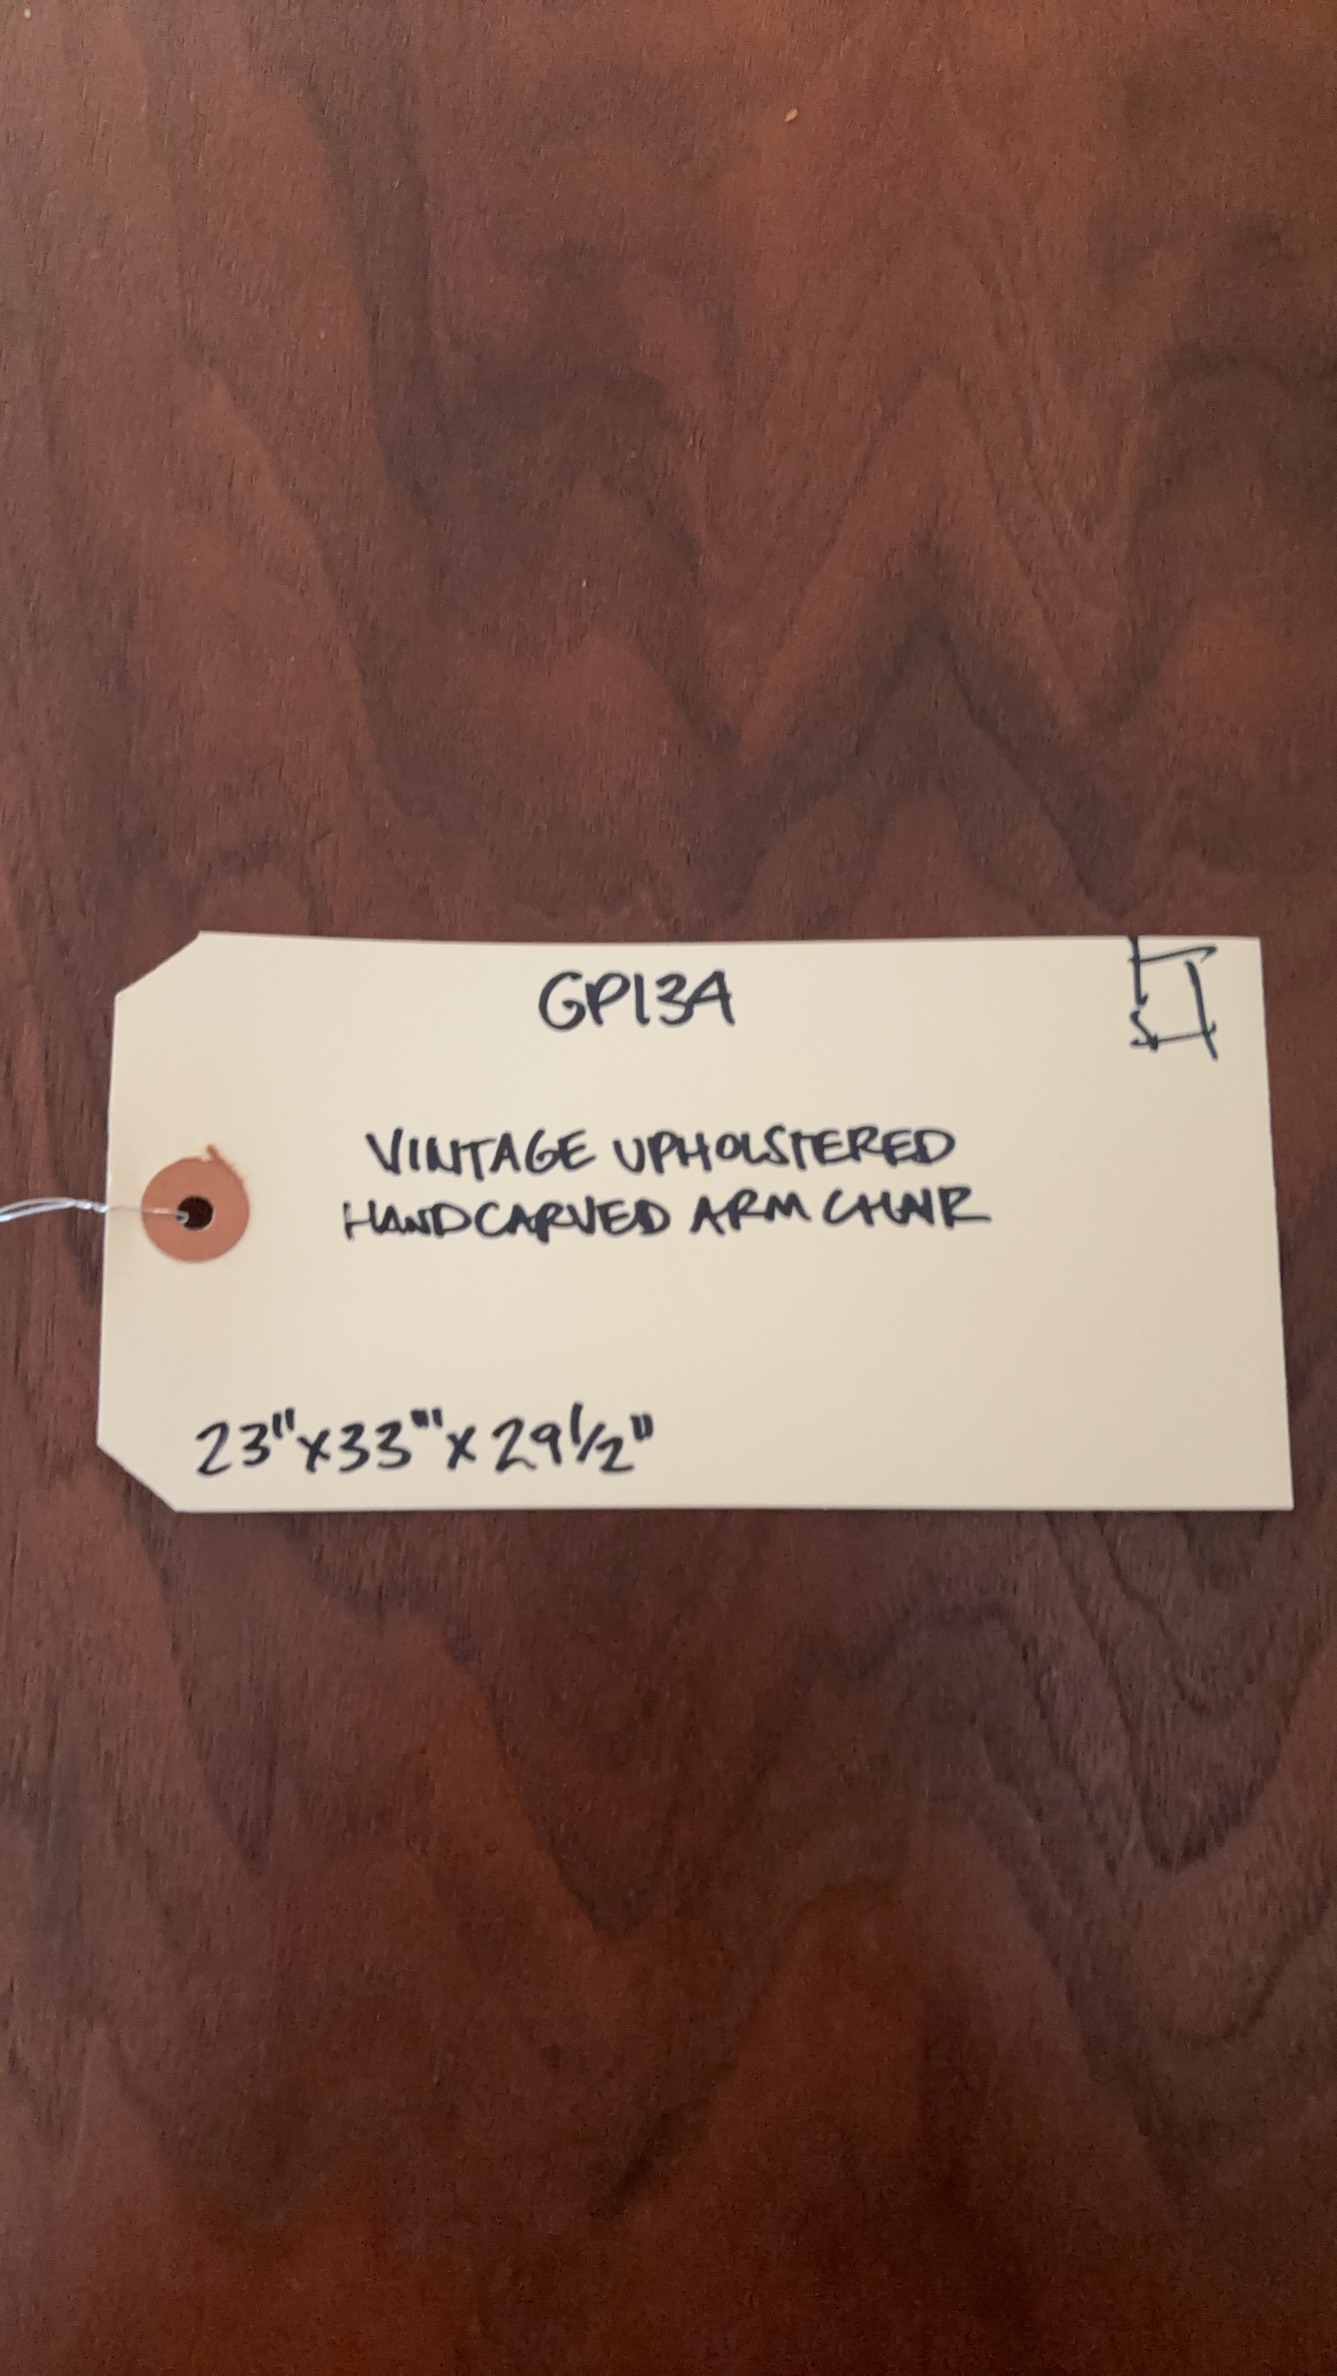 GP13A
VINTAGE UPHOLSTERED
HANDCARVED ARM CHAIR
23"x33'"x29½"